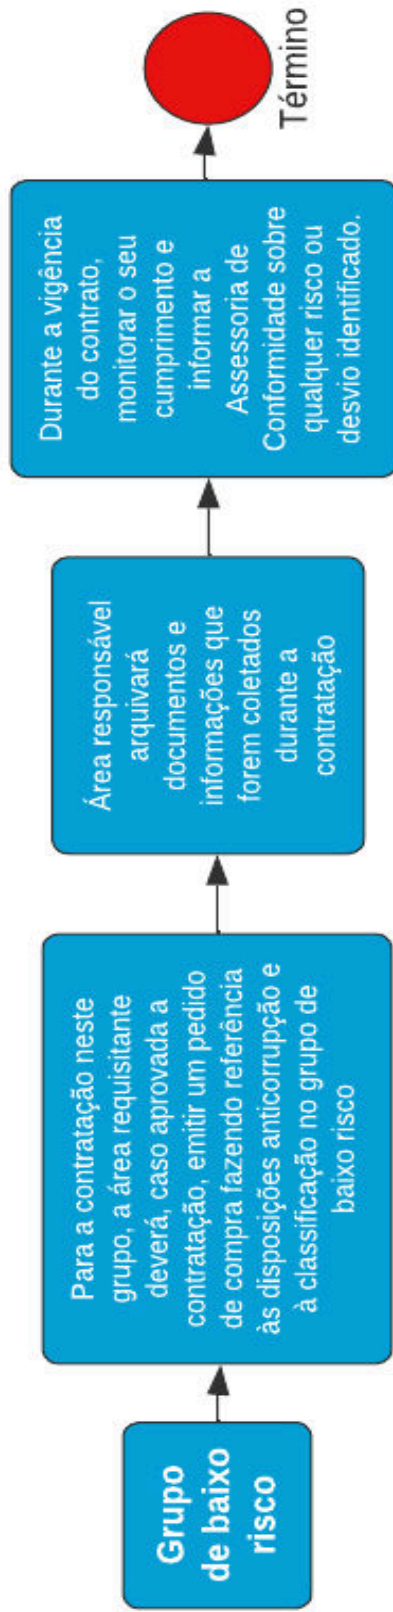 Grupo
de baixo
risco
Para a contratação neste
grupo, a área requisitante
deverá, caso aprovada a
contratação, emitir um pedido
de compra fazendo referência
às disposições anticorrupção e
à classificação no grupo de
baixo risco
Área responsável
arquivará
documentos e
informações que
forem coletados
durante a
contratação
Durante a vigência
do contrato,
monitorar o seu
cumprimento e
informar a
Assessoria de
Conformidade sobre
qualquer risco ou
desvio identificado.
Término